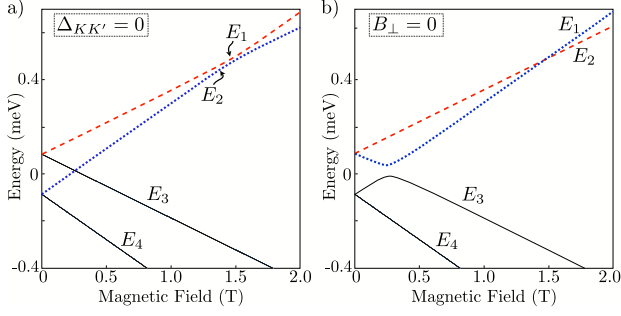 a)
Δ_{KK'} = 0
E_1
E_2
E_3
E_4
0.4
0
-0.4
Energy (meV)
0
0.5
1.0
1.5
2.0
Magnetic Field (T)
b)
B_⊥ = 0
E_1
E_2
E_3
E_4
0.4
0
-0.4
Energy (meV)
0
0.5
1.0
1.5
2.0
Magnetic Field (T)